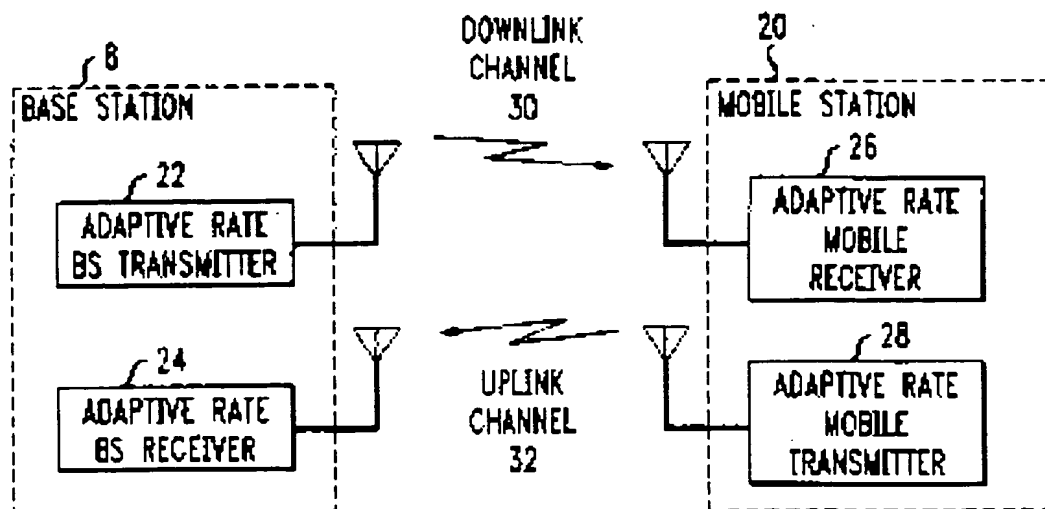 8
BASE STATION
22
ADAPTIVE RATE
BS TRANSMITTER
24
ADAPTIVE RATE
BS RECEIVER
DOWNLINK
CHANNEL
30
UPLINK
CHANNEL
32
20
MOBILE STATION
26
ADAPTIVE RATE
MOBILE
RECEIVER
28
ADAPTIVE RATE
MOBILE
TRANSMITTER